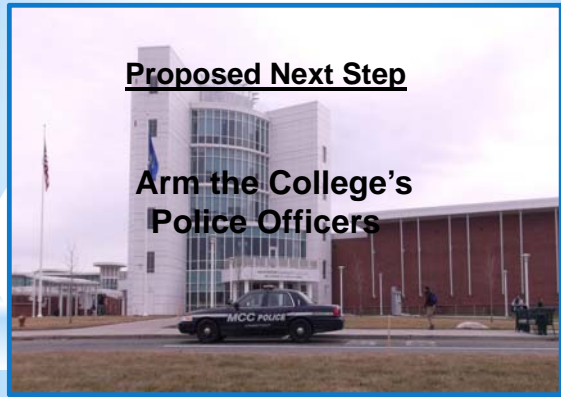 Proposed Next Step
Arm the College's
Police Officers
MCC POLICE